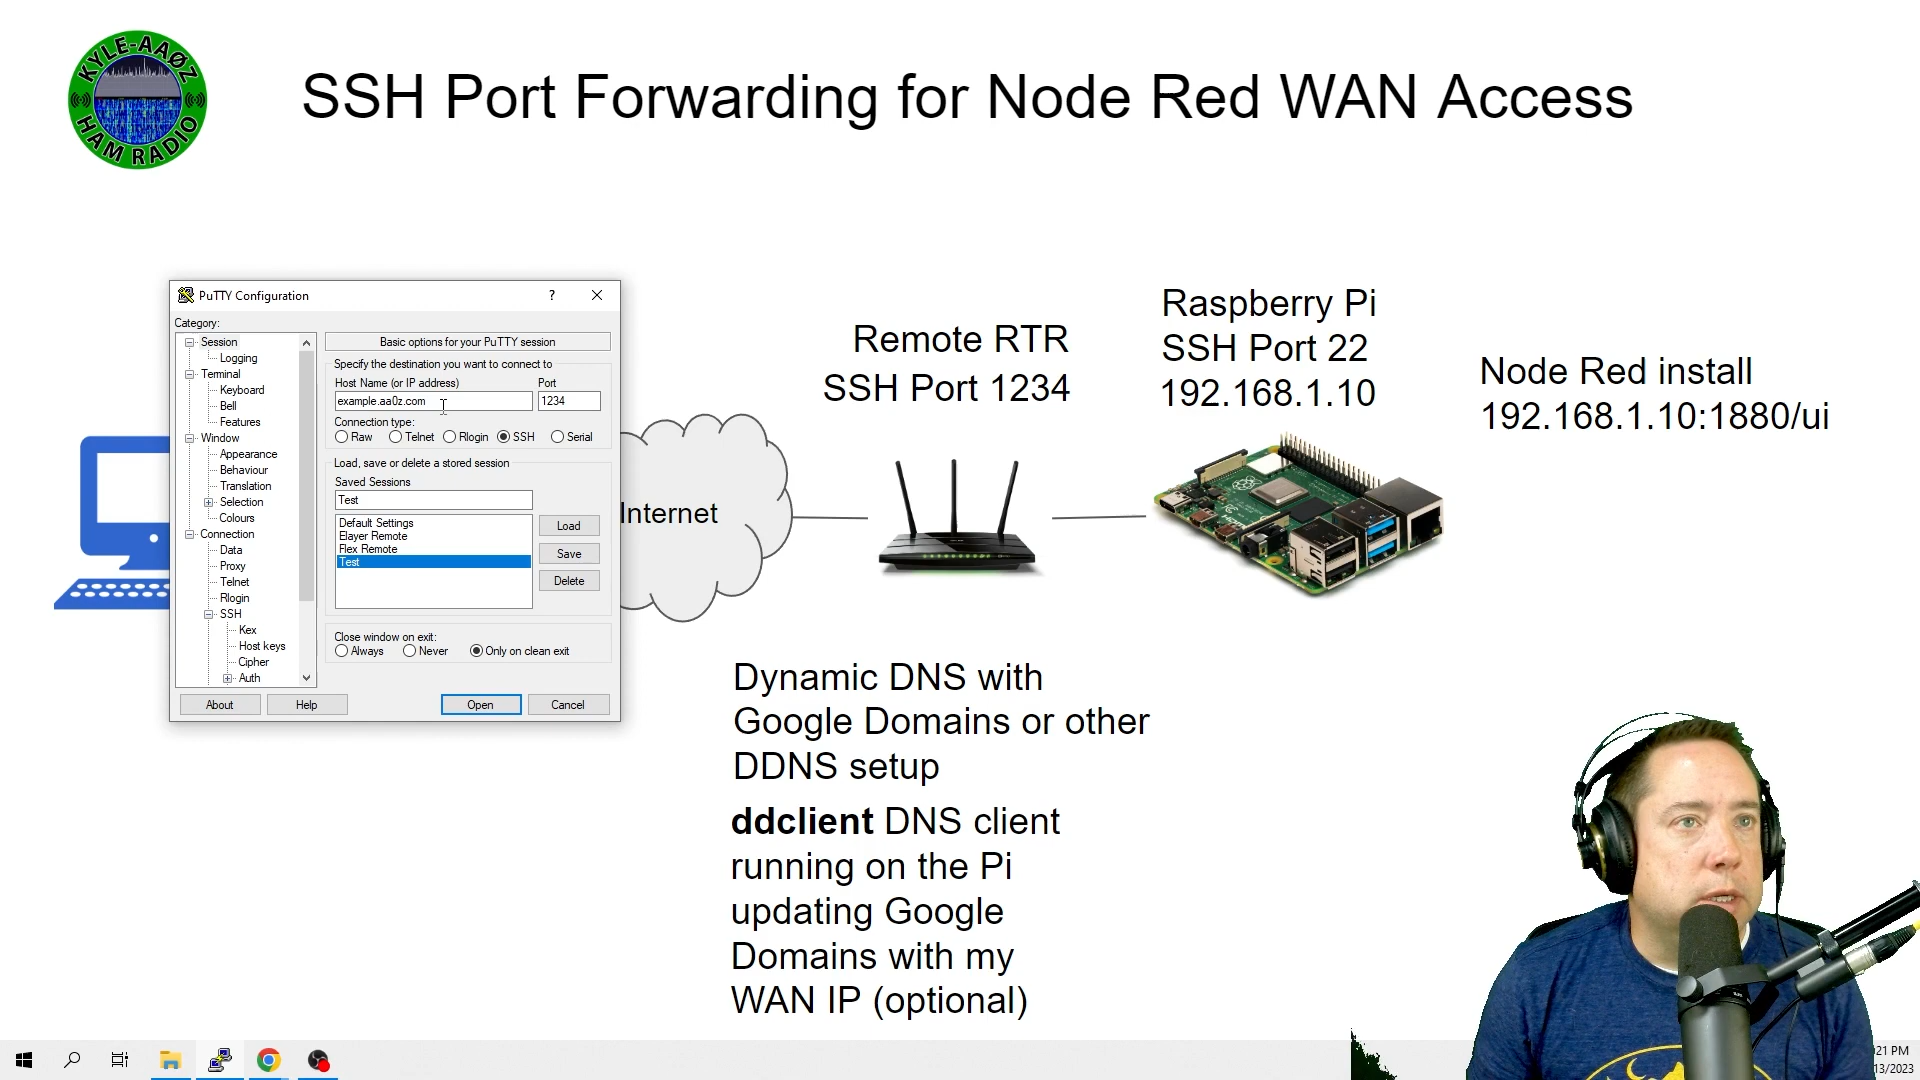 KYLE-AAØZ
HAM RADIO
SSH Port Forwarding for Node Red WAN Access
PuTTY Configuration
?
Category:
Session
Logging
Terminal
Keyboard
Bell
Features
Window
Appearance
Behaviour
Translation
Selection
Colours
Connection
Data
Proxy
Telnet
Rlogin
SSH
Kex
Host keys
Cipher
Auth
Basic options for your PuTTY session
Specify the destination you want to connect to
Host Name (or IP address) Port
example.aa0z.com 1234
Connection type:
Raw Telnet Rlogin SSH Serial
Load, save or delete a stored session
Saved Sessions
Test
Default Settings
Elayer Remote
Flex Remote
Test
Load
Save
Delete
Close window on exit:
Always Never Only on clean exit
About Help Open Cancel
Internet
Remote RTR
SSH Port 1234
Raspberry Pi
SSH Port 22
192.168.1.10
Node Red install
192.168.1.10:1880/ui
Dynamic DNS with
Google Domains or other
DDNS setup
ddclient DNS client
running on the Pi
updating Google
Domains with my
WAN IP (optional)
21 PM
13/2023